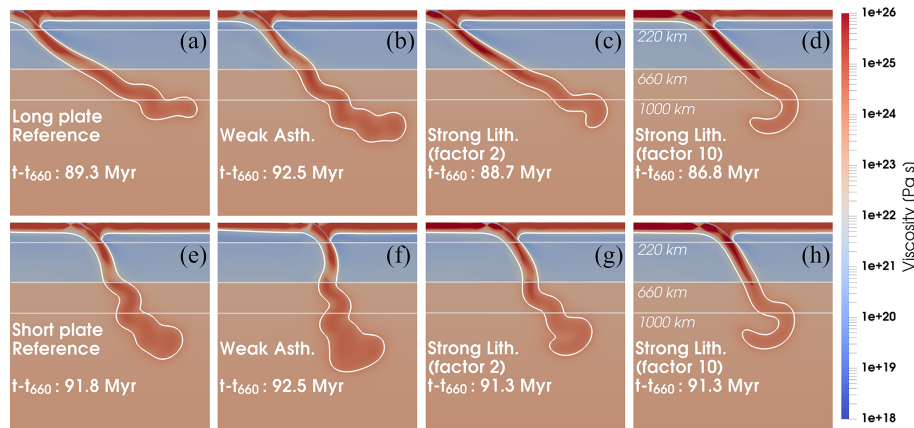 (a)
Long plate
Reference
t-t660 : 89.3 Myr
(b)
Weak Asth.
t-t660 : 92.5 Myr
(c)
Strong Lith.
(factor 2)
t-t660 : 88.7 Myr
(d)
220 km
660 km
1000 km
Strong Lith.
(factor 10)
t-t660 : 86.8 Myr
(e)
Short plate
Reference
t-t660 : 91.8 Myr
(f)
Weak Asth.
t-t660 : 92.5 Myr
(g)
Strong Lith.
(factor 2)
t-t660 : 91.3 Myr
(h)
220 km
660 km
1000 km
Strong Lith.
(factor 10)
t-t660 : 91.3 Myr
1e+26
1e+25
1e+24
1e+23
1e+22
1e+21
1e+20
1e+19
1e+18
Viscosity (Pa s)